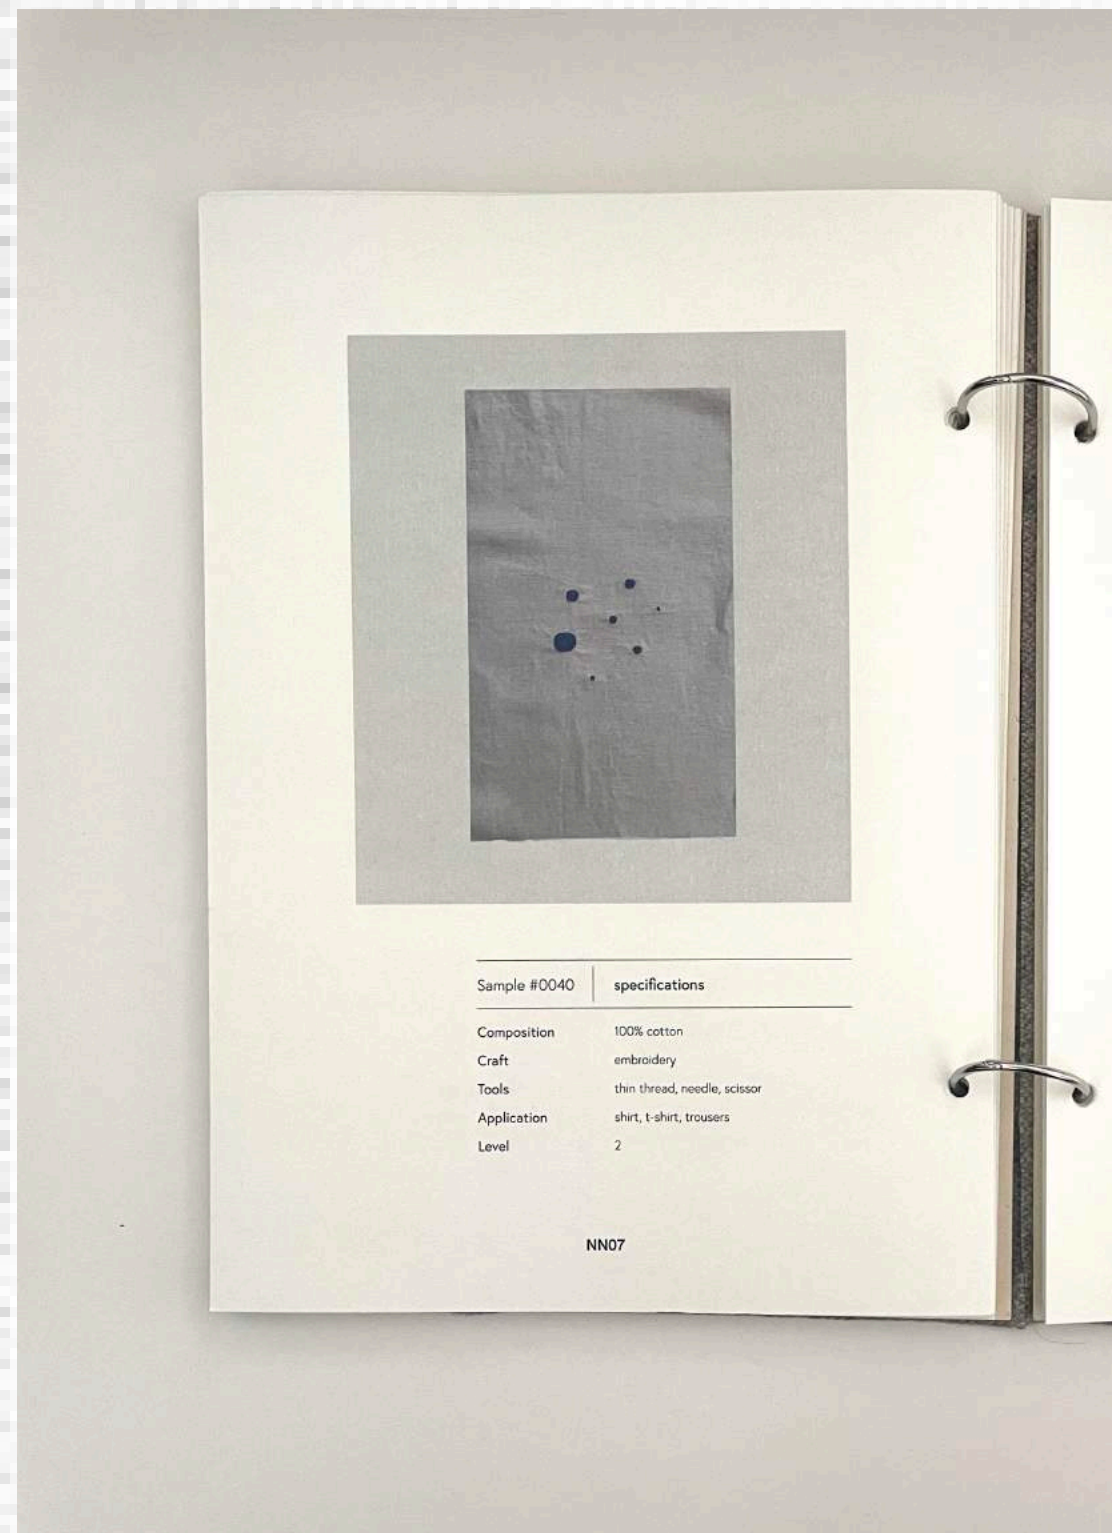 Sample #0040 specifications
Composition 100% cotton
Craft embroidery
Tools thin thread, needle, scissor
Application shirt, t-shirt, trousers
Level 2
NN07